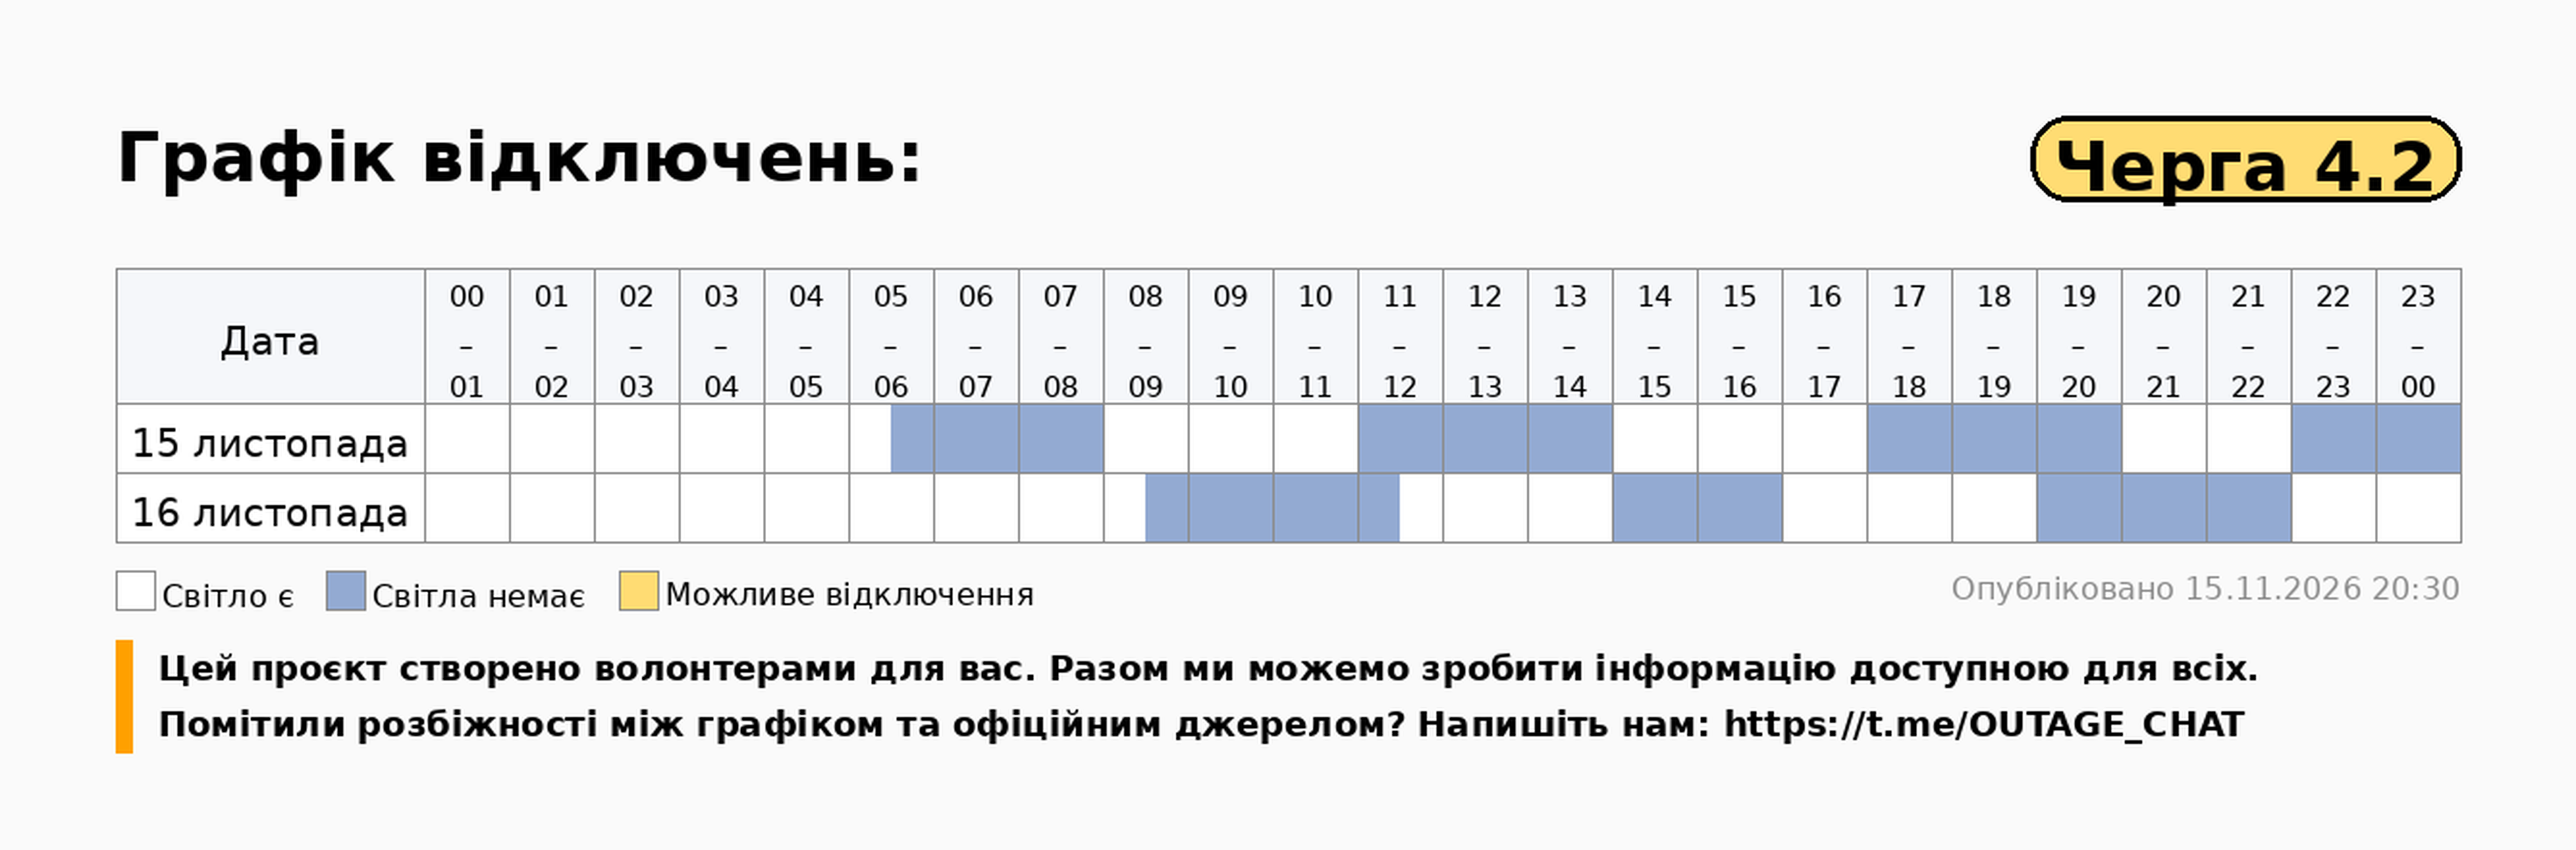 Графік відключень:
Черга 4.2
Дата 00 – 01 01 – 02 02 – 03 03 – 04 04 – 05 05 – 06 06 – 07 07 – 08 08 – 09 09 – 10 10 – 11 11 – 12 12 – 13 13 – 14 14 – 15 15 – 16 16 – 17 17 – 18 18 – 19 19 – 20 20 – 21 21 – 22 22 – 23 23 – 00
15 листопада
16 листопада
Світло є Світла немає Можливе відключення
Опубліковано 15.11.2026 20:30
Цей проєкт створено волонтерами для вас. Разом ми можемо зробити інформацію доступною для всіх.
Помітили розбіжності між графіком та офіційним джерелом? Напишіть нам: https://t.me/OUTAGE_CHAT